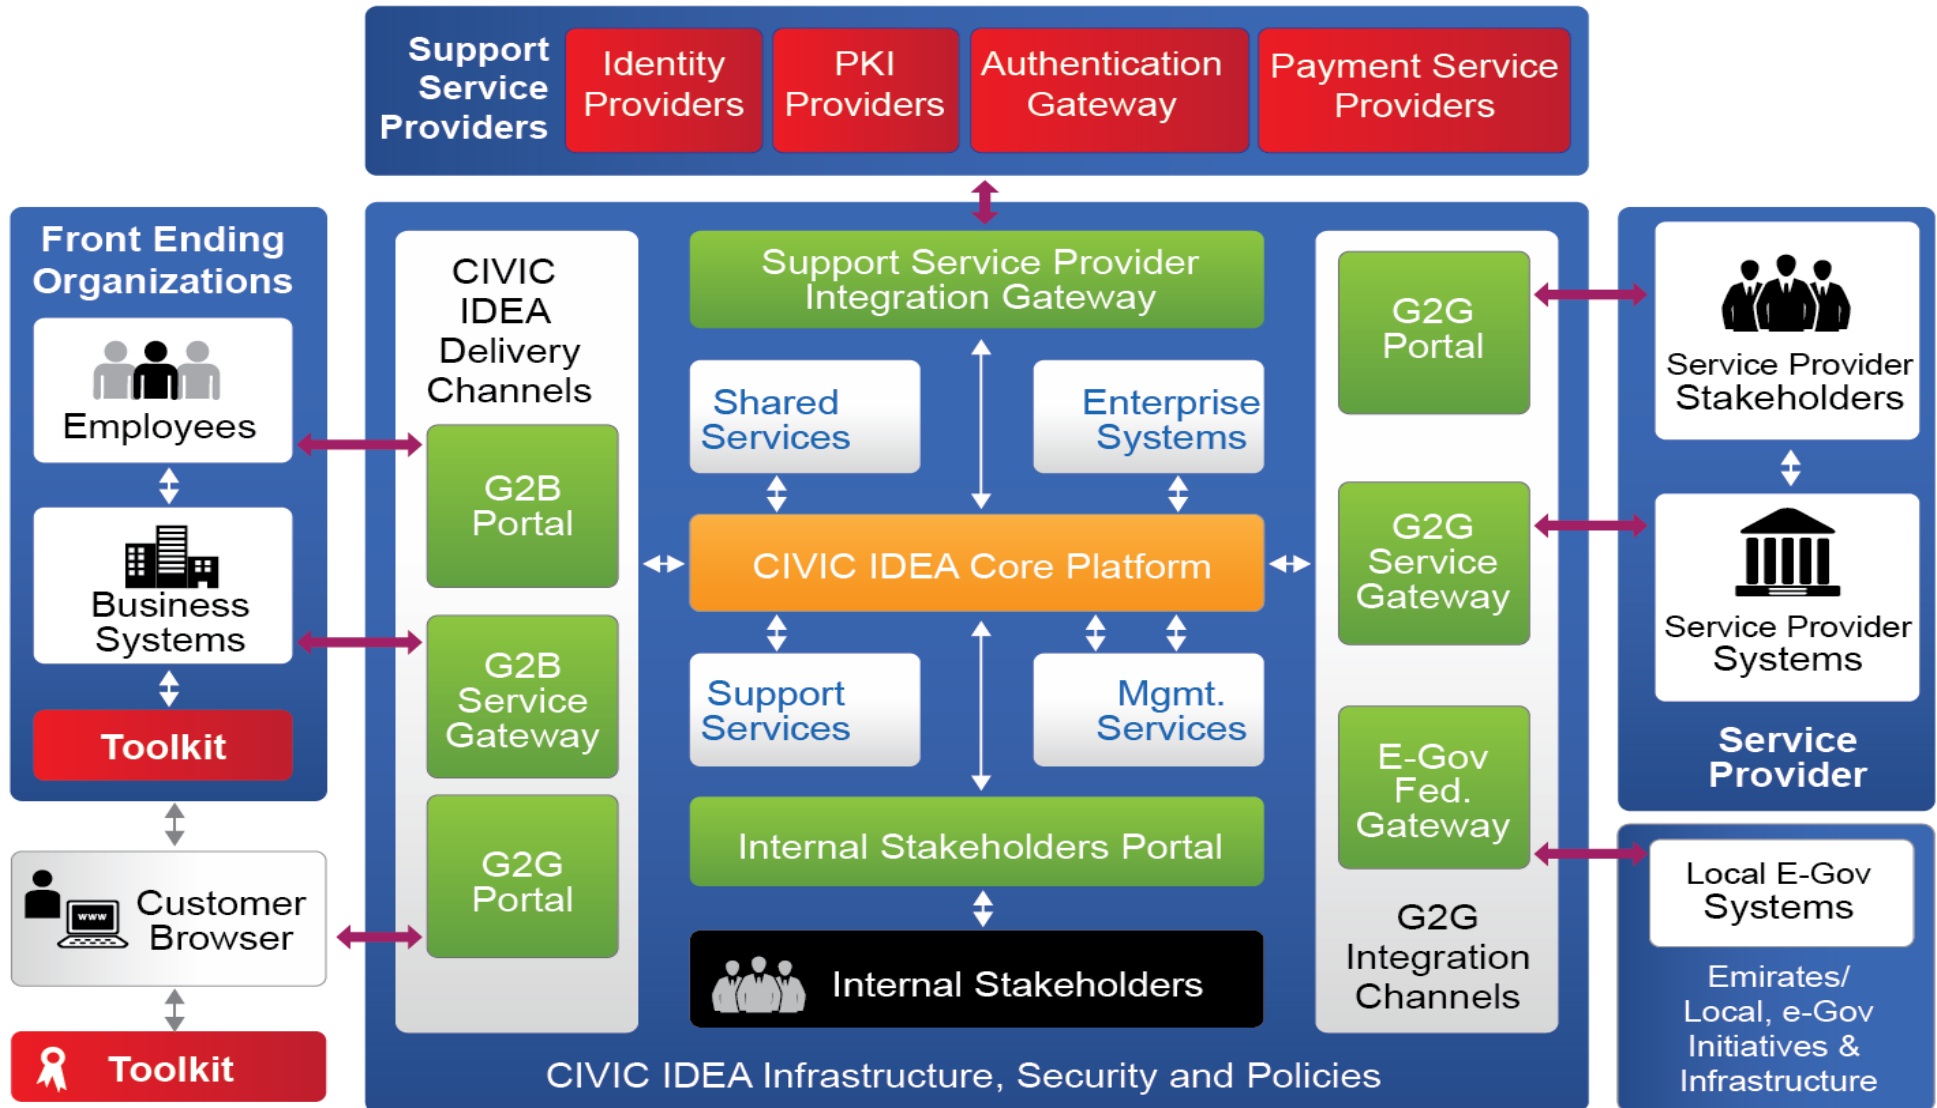 Support
Service
Providers
Identity
Providers
PKI
Providers
Authentication
Gateway
Payment Service
Providers
Front Ending
Organizations
Employees
Business
Systems
Toolkit
www
Customer
Browser
Toolkit
CIVIC
IDEA
Delivery
Channels
G2B
Portal
G2B
Service
Gateway
G2G
Portal
Support Service Provider
Integration Gateway
Shared
Services
Enterprise
Systems
CIVIC IDEA Core Platform
Support
Services
Mgmt.
Services
Internal Stakeholders Portal
Internal Stakeholders
G2G
Portal
G2G
Service
Gateway
E-Gov
Fed.
Gateway
G2G
Integration
Channels
CIVIC IDEA Infrastructure, Security and Policies
Service Provider
Stakeholders
Service Provider
Systems
Service
Provider
Local E-Gov
Systems
Emirates/
Local, e-Gov
Initiatives &
Infrastructure